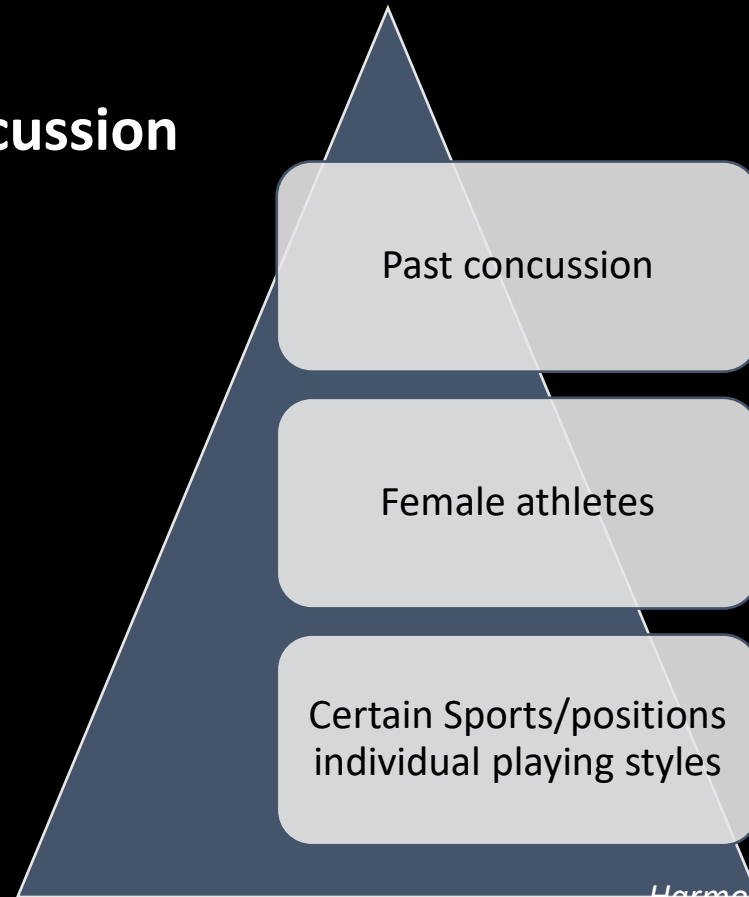 cussion
Past concussion
Female athletes
Certain Sports/positions
individual playing styles